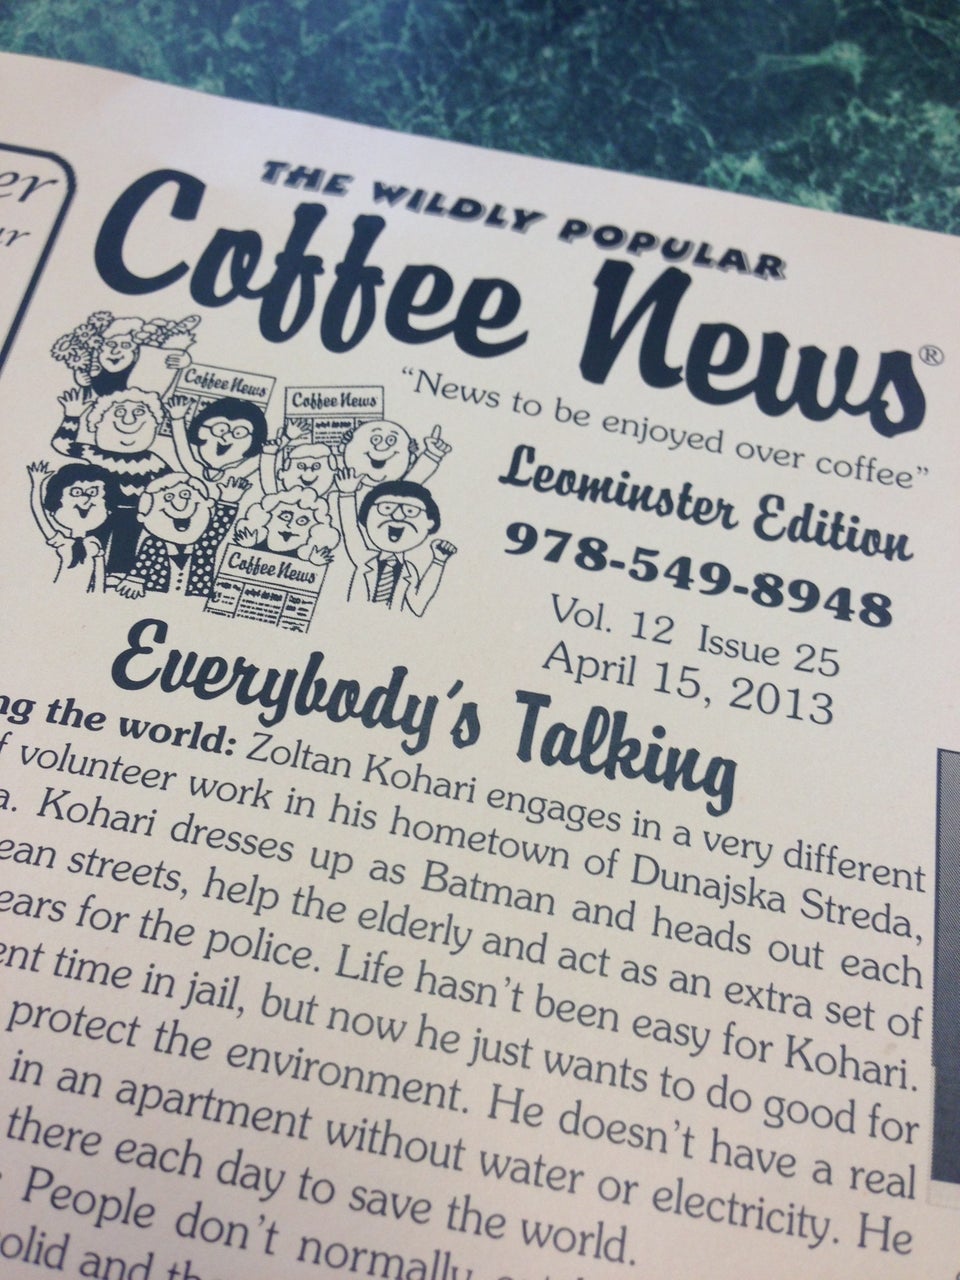 er
ur
THE WILDLY POPULAR
Coffee News®
"News to be enjoyed over coffee"
Coffee News
Coffee News
Coffee News
Leominster Edition
978-549-8948
Vol. 12 Issue 25
April 15, 2013
Everybody's Talking
ng the world: Zoltan Kohari engages in a very different
f volunteer work in his hometown of Dunajska Streda,
a. Kohari dresses up as Batman and heads out each
ean streets, help the elderly and act as an extra set of
ears for the police. Life hasn't been easy for Kohari.
ent time in jail, but now he just wants to do good for
protect the environment. He doesn't have a real
in an apartment without water or electricity. He
there each day to save the world.
People don't normally
olid and